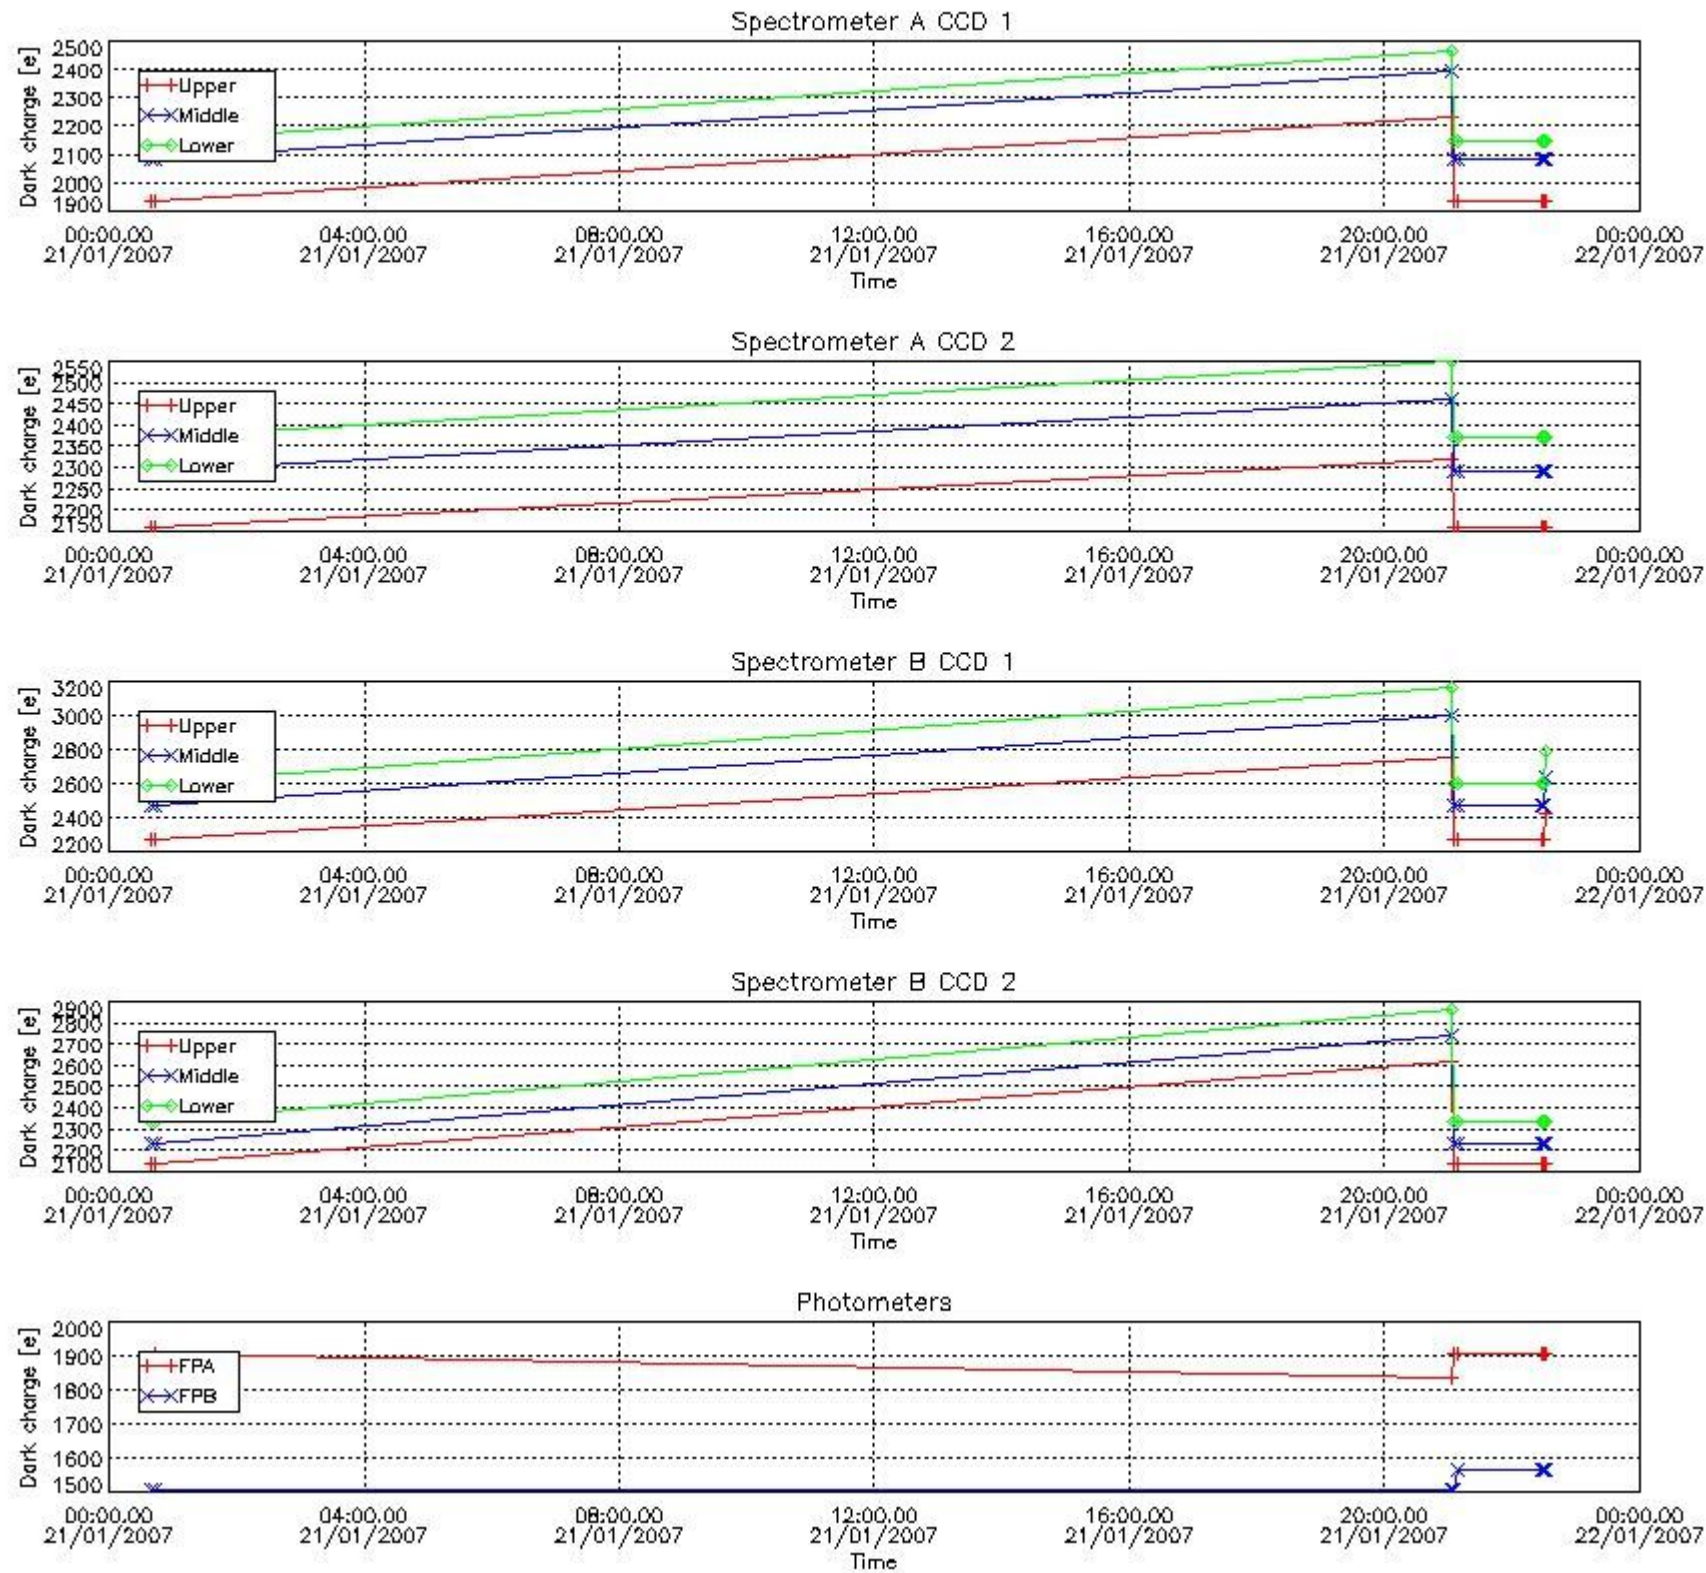 Spectrometer A CCD 1
Dark charge [e]
2500
2400
2300
2200
2100
2000
1900
Upper
Middle
Lower
00:00.00 04:00.00 08:00.00 12:00.00 16:00.00 20:00.00 00:00.00
21/01/2007 21/01/2007 21/01/2007 21/01/2007 21/01/2007 21/01/2007 22/01/2007
Time
Spectrometer A CCD 2
Dark charge [e]
2550
2500
2450
2400
2350
2300
2250
2200
2150
Upper
Middle
Lower
00:00.00 04:00.00 08:00.00 12:00.00 16:00.00 20:00.00 00:00.00
21/01/2007 21/01/2007 21/01/2007 21/01/2007 21/01/2007 21/01/2007 22/01/2007
Time
Spectrometer B CCD 1
Dark charge [e]
3200
3000
2800
2600
2400
2200
Upper
Middle
Lower
00:00.00 04:00.00 08:00.00 12:00.00 16:00.00 20:00.00 00:00.00
21/01/2007 21/01/2007 21/01/2007 21/01/2007 21/01/2007 21/01/2007 22/01/2007
Time
Spectrometer B CCD 2
Dark charge [e]
2900
2800
2700
2600
2500
2400
2300
2200
2100
Upper
Middle
Lower
00:00.00 04:00.00 08:00.00 12:00.00 16:00.00 20:00.00 00:00.00
21/01/2007 21/01/2007 21/01/2007 21/01/2007 21/01/2007 21/01/2007 22/01/2007
Time
Photometers
Dark charge [e]
2000
1900
1800
1700
1600
1500
FPA
FPB
00:00.00 04:00.00 08:00.00 12:00.00 16:00.00 20:00.00 00:00.00
21/01/2007 21/01/2007 21/01/2007 21/01/2007 21/01/2007 21/01/2007 22/01/2007
Time